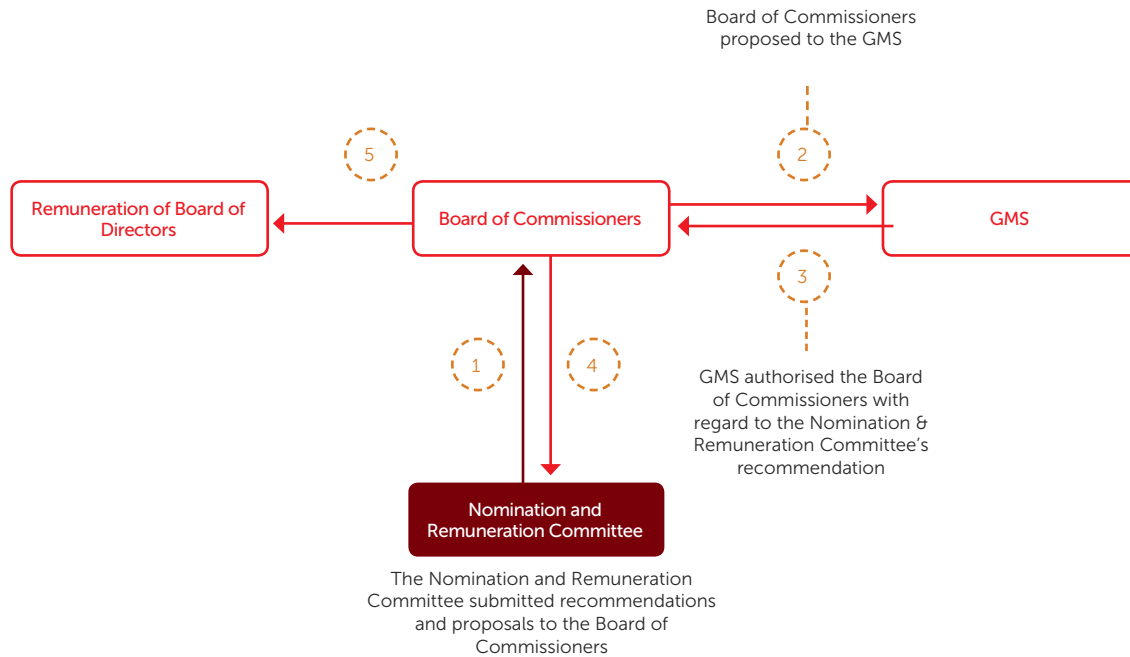 Board of Commissioners
proposed to the GMS
5
2
Remuneration of Board of
Directors
Board of Commissioners
GMS
3
1
4
GMS authorised the Board
of Commissioners with
regard to the Nomination &
Remuneration Committee's
recommendation
Nomination and
Remuneration Committee
The Nomination and Remuneration
Committee submitted recommendations
and proposals to the Board of
Commissioners